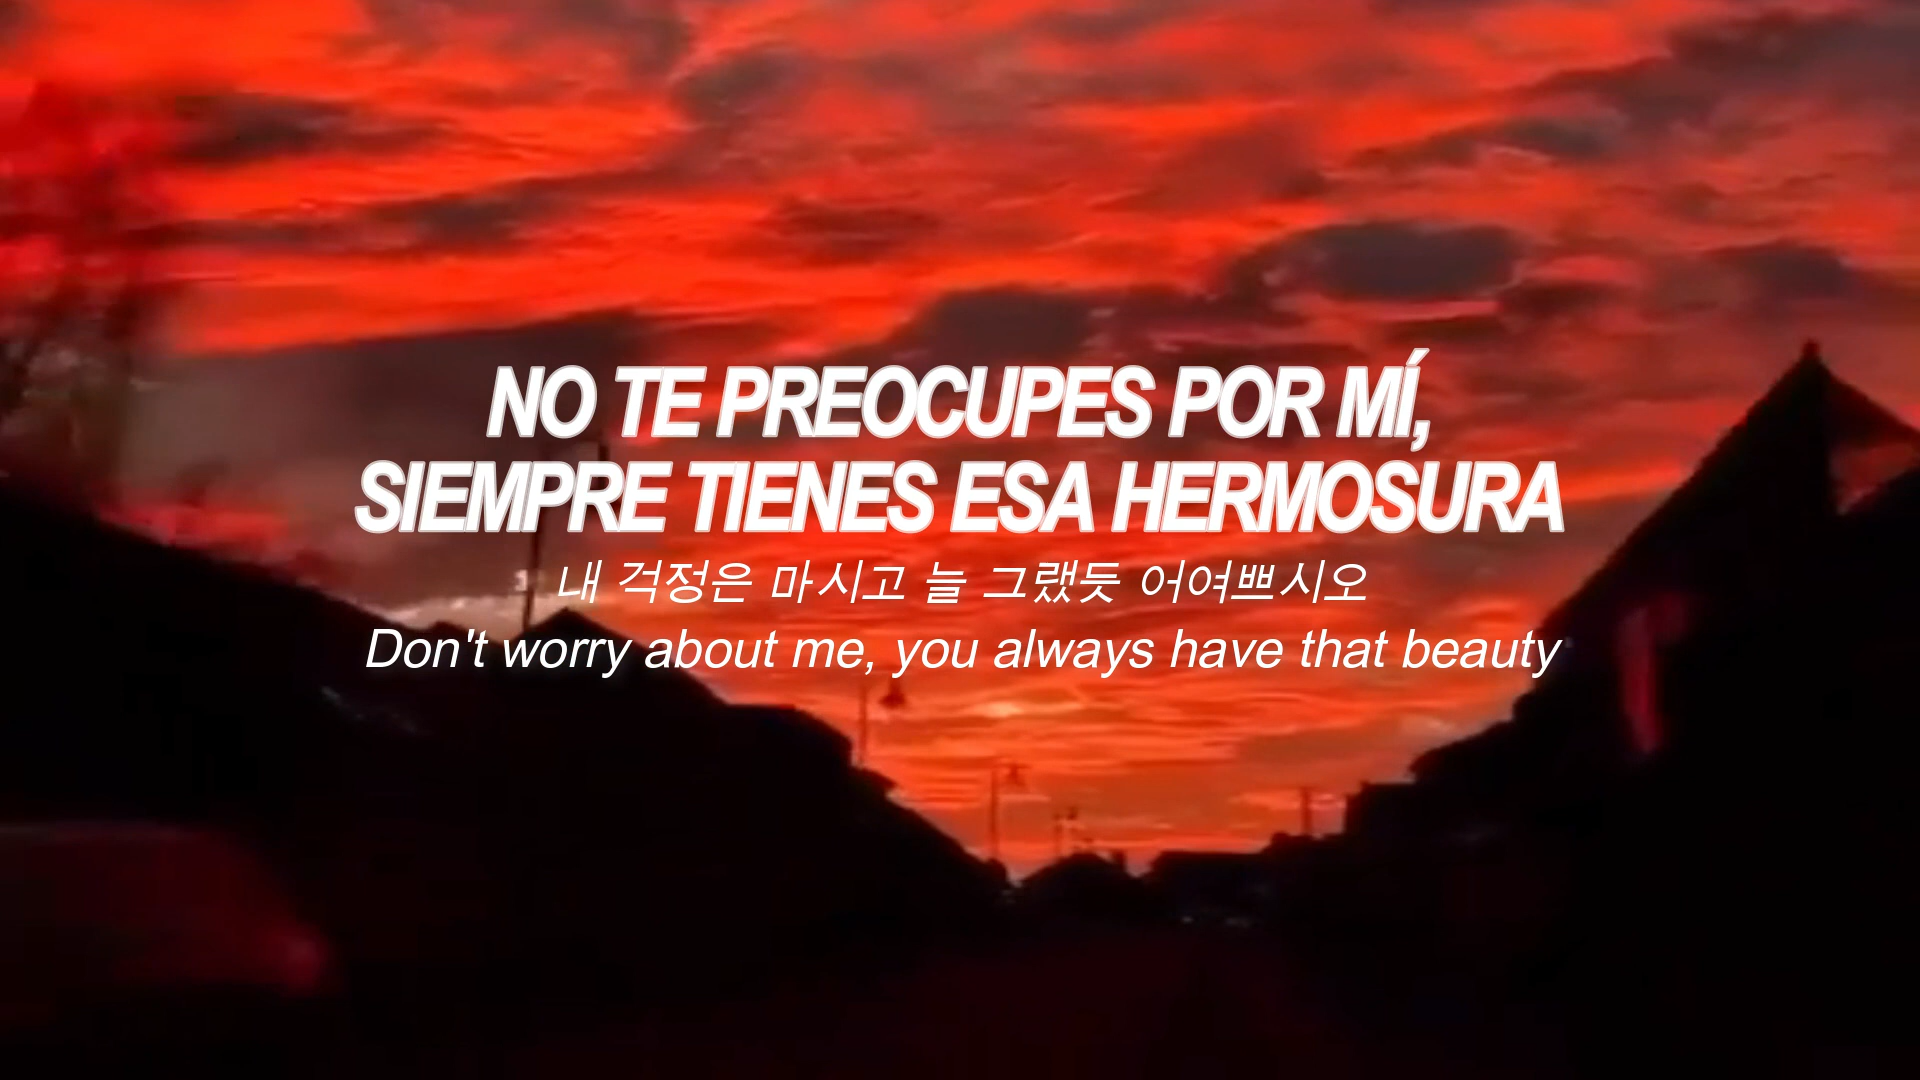 NO TE PREOCUPES POR MÍ,
SIEMPRE TIENES ESA HERMOSURA
내 걱정은 마시고 늘 그랬듯 어여쁘시오
Don't worry about me, you always have that beauty